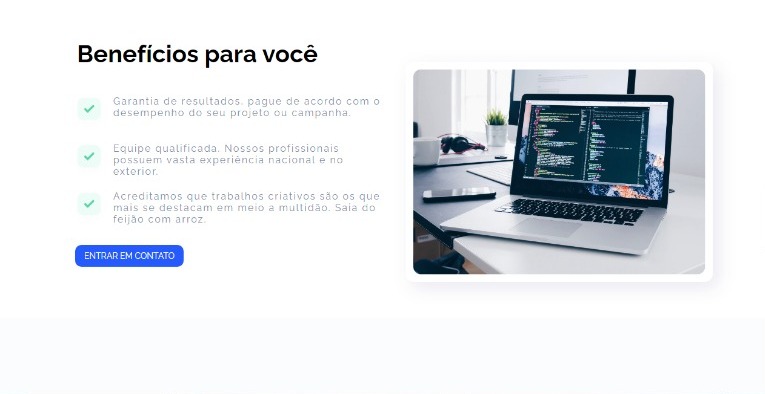 Benefícios para você
Garantia de resultados, pague de acordo com o
desempenho do seu projeto ou campanha.
Equipe qualificada. Nossos profissionais
possuem vasta experiência nacional e no
exterior.
Acreditamos que trabalhos criativos são os que
mais se destacam em meio a multidão. Saia do
feijão com arroz.
ENTRAR EM CONTATO